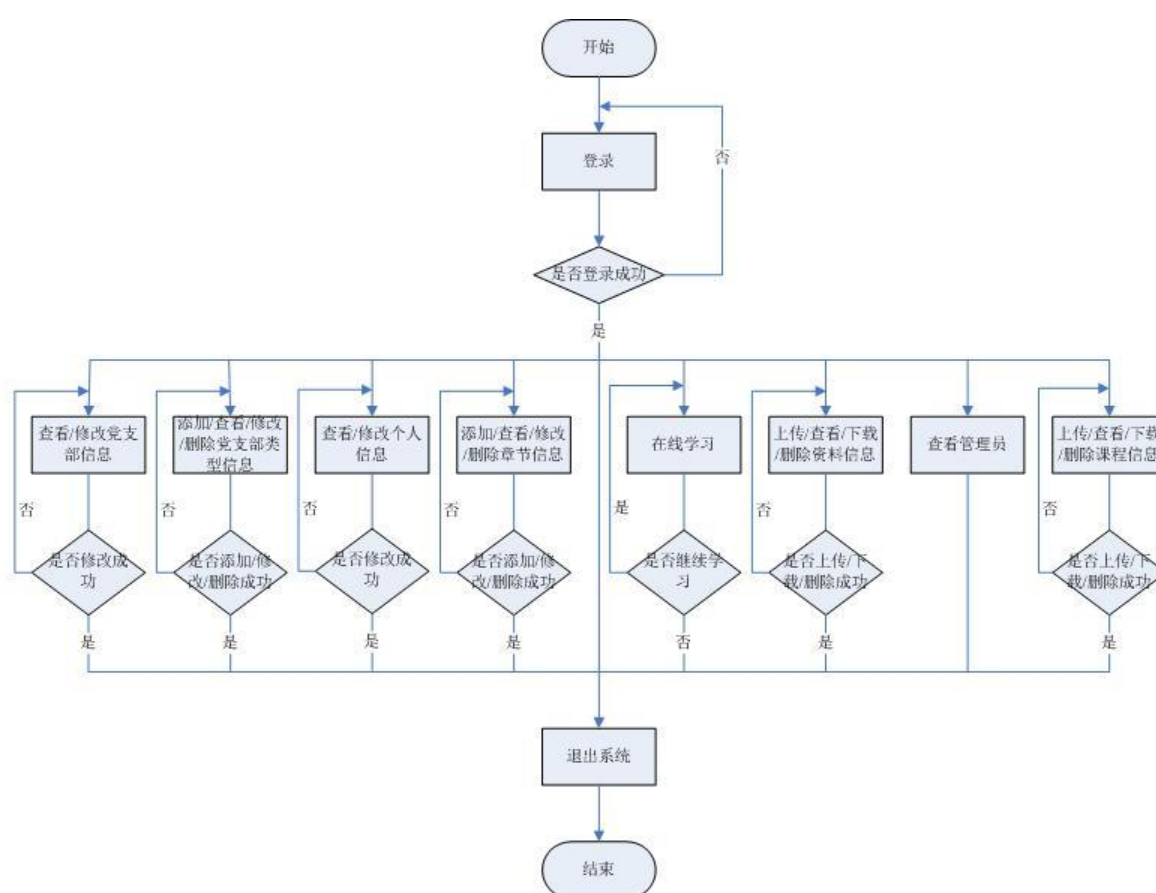 开始
登录
否
是否登录成功
是
查看/修改党支
部信息
添加/查看/修改
/删除党支部类
型信息
查看/修改个人
信息
添加/查看/修改
/删除章节信息
在线学习
上传/查看/下载
/删除资料信息
查看管理员
上传/查看/下载
/删除课程信息
否
否
否
否
是
否
否
是否修改成
功
是否添加/修
改/删除成功
是否修改成
功
是否添加/修
改/删除成功
是否继续学
习
是否上传/下
载/删除成功
是否上传/下
载/删除成功
是
是
是
是
否
是
是
退出系统
结束